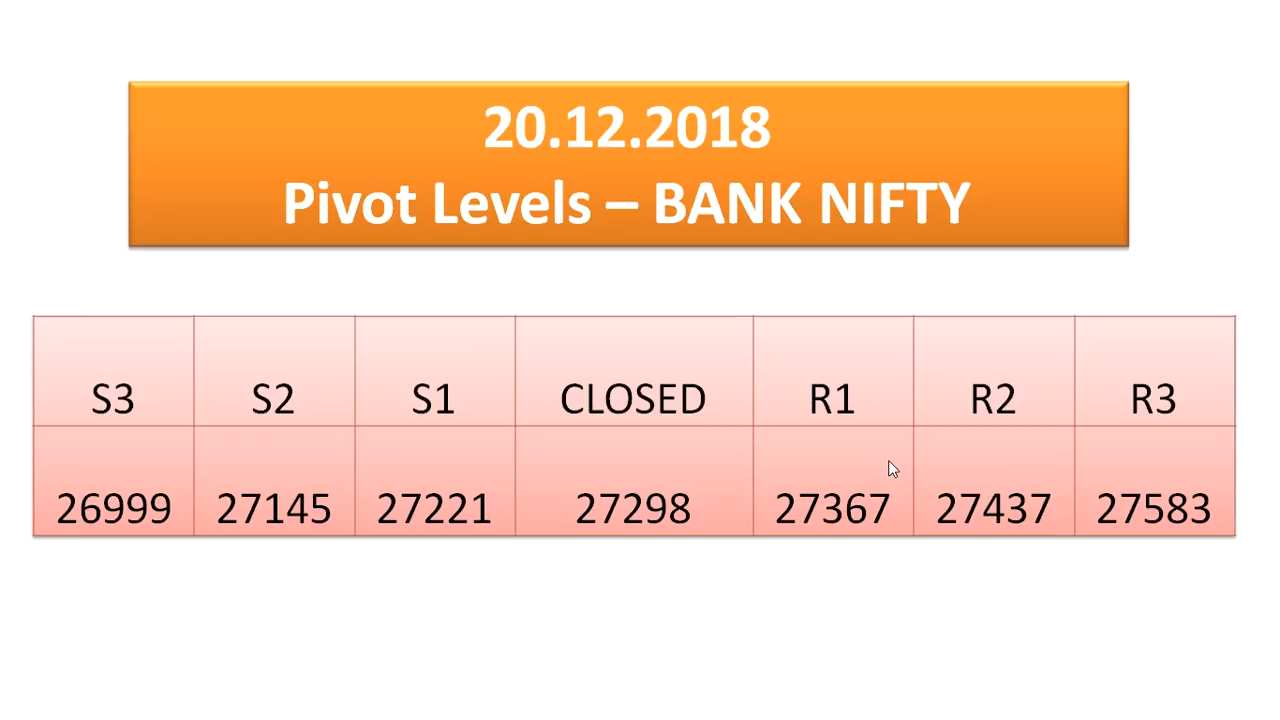 20.12.2018
Pivot Levels – BANK NIFTY
S3 S2 S1 CLOSED R1 R2 R3
26999 27145 27221 27298 27367 27437 27583